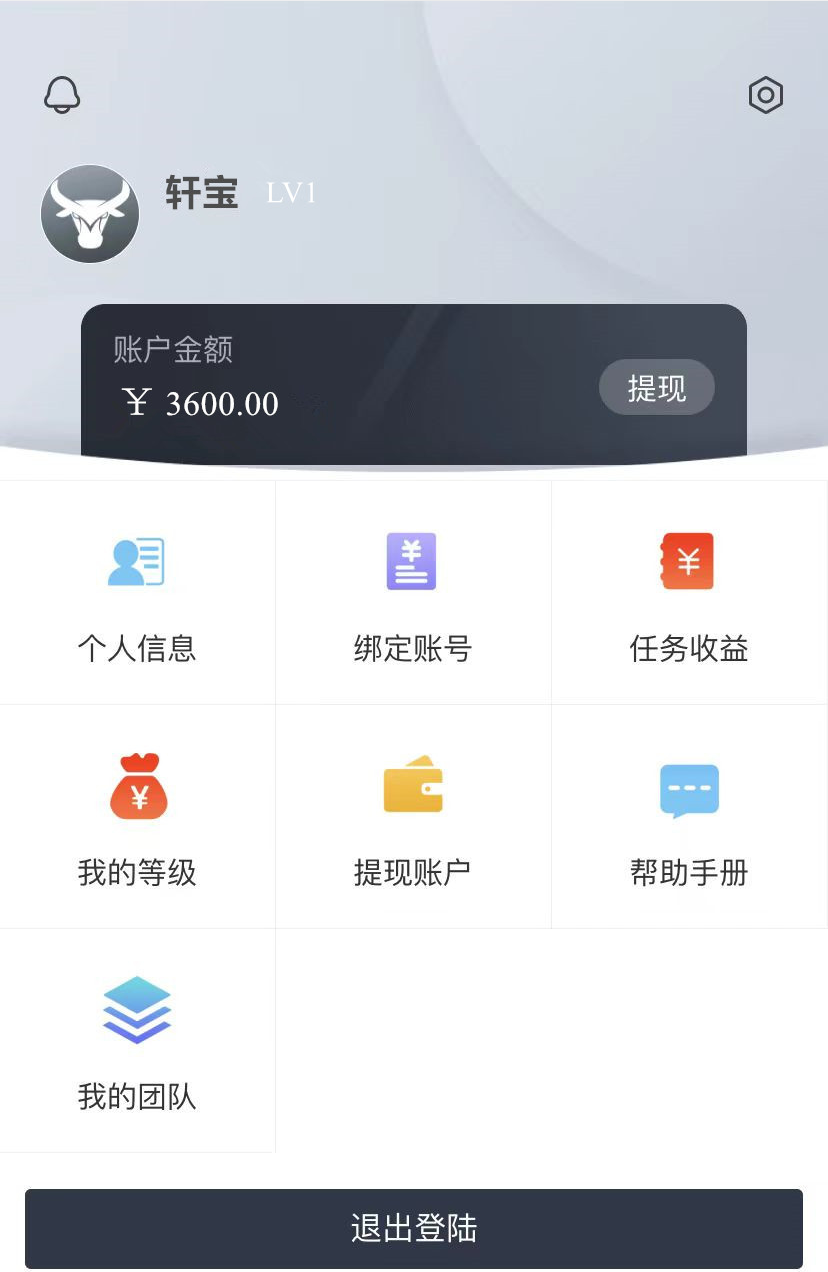 轩宝 LV1
账户金额
￥ 3600.00
提现
个人信息 绑定账号 任务收益
我的等级 提现账户 帮助手册
我的团队
退出登陆